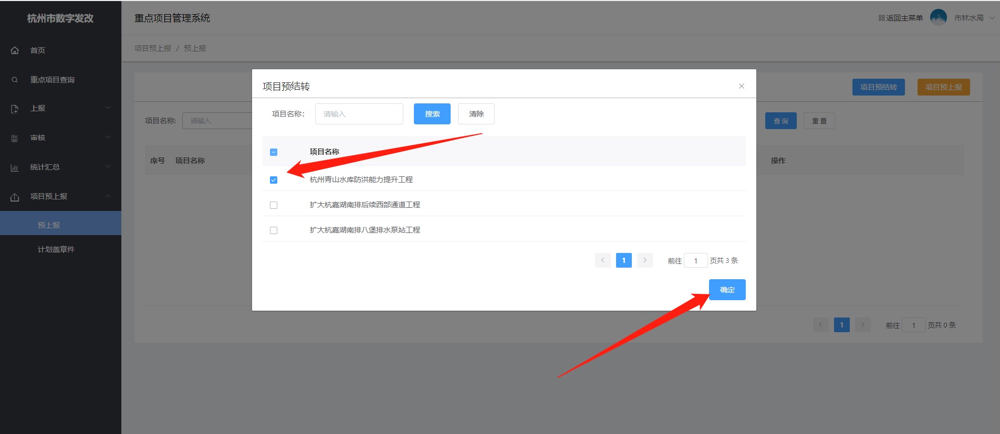 杭州市数字发改
重点项目管理系统
返回主菜单
市林水局
首页
重点项目查询
上报
审核
统计汇总
项目预上报
预上报
计划盖章件
项目预上报 / 预上报
项目预结转
项目预上报
项目名称:
请输入
查询
重置
序号
项目名称
操作
项目预结转
项目名称:
请输入
搜索
清除
项目名称
杭州青山水库防洪能力提升工程
扩大杭嘉湖南排后续西部通道工程
扩大杭嘉湖南排八堡排水泵站工程
1
前往 1 页共 3 条
确定
1
前往 1 页共 0 条